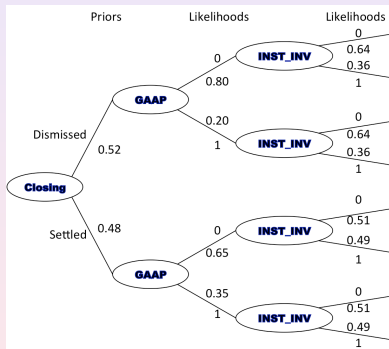 Priors Likelihoods Likelihoods
0
0.64
0 INST_INV 0.36
0.80 1
GAAP
0.20 0
Dismissed 1 INST_INV 0.64
0.52 0.36
1
Closing
0
Settled 0.48 0 INST_INV 0.51
0.65 0.49
1
GAAP
0.35 0
1 INST_INV 0.51
0.49
1